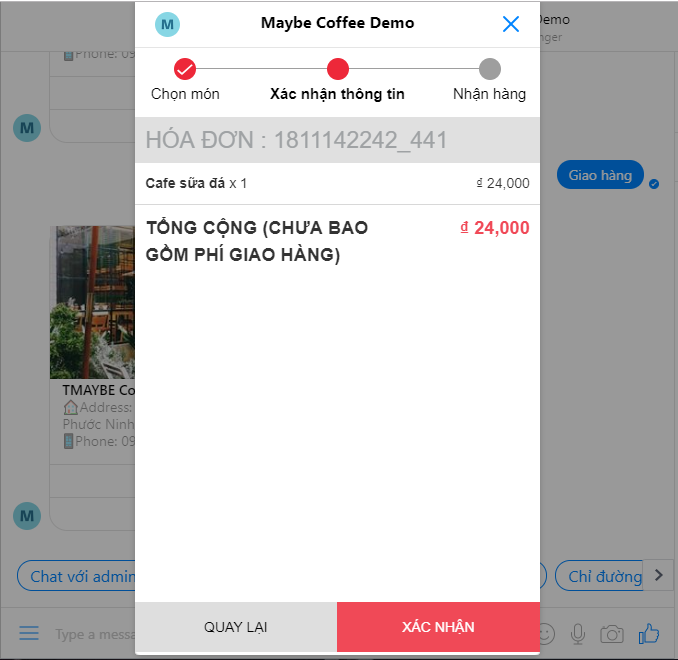 M
Maybe Coffee Demo
Demo
Chọn món
Xác nhận thông tin
Nhận hàng
Phone: 09
M
HÓA ĐƠN : 1811142242_441
Cafe sữa đá x 1
₫ 24,000
Giao hàng
TỔNG CỘNG (CHƯA BAO
₫ 24,000
GỒM PHÍ GIAO HÀNG)
TMAYBE Co
Address:
Phước Ninh
Phone: 09
M
Chat với admin
Chỉ đường
Type a messa
QUAY LẠI
XÁC NHẬN